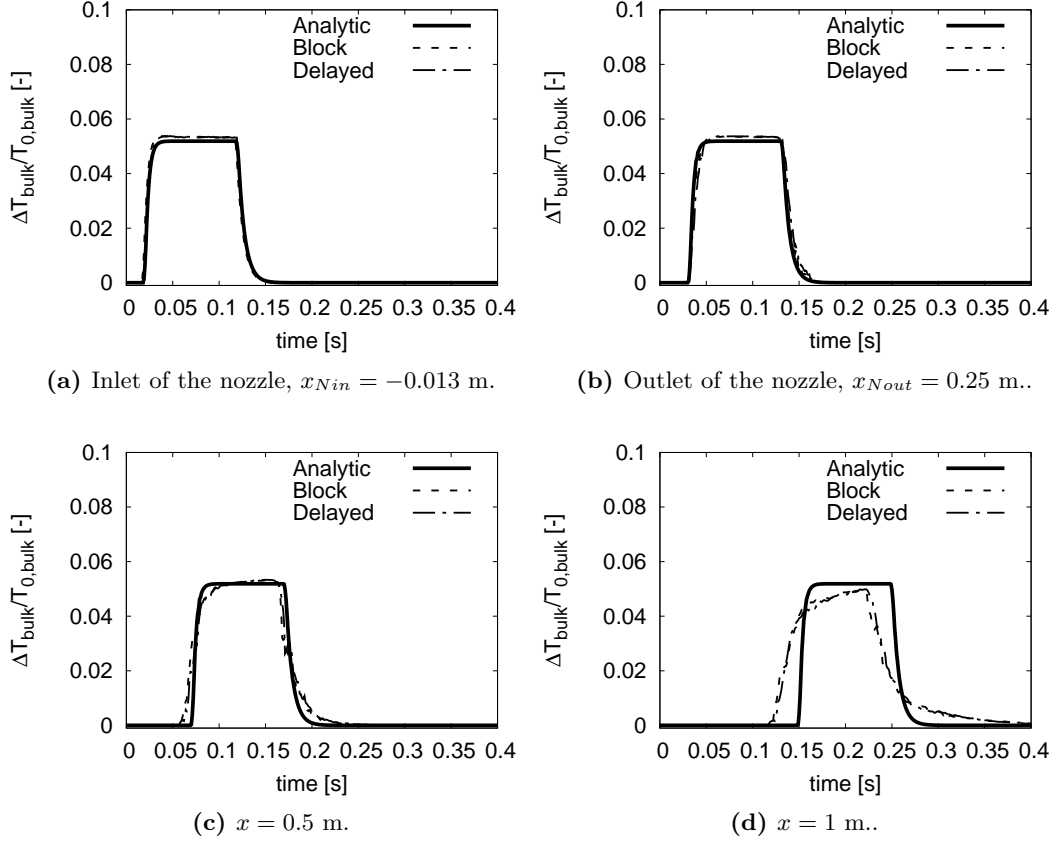 0.1
0.08
0.06
0.04
0.02
0
ΔT_bulk/T_0,bulk [-]
Analytic
Block
Delayed
0 0.05 0.1 0.15 0.2 0.25 0.3 0.35 0.4
time [s]
(a) Inlet of the nozzle, x_Nin = −0.013 m.
0.1
0.08
0.06
0.04
0.02
0
ΔT_bulk/T_0,bulk [-]
Analytic
Block
Delayed
0 0.05 0.1 0.15 0.2 0.25 0.3 0.35 0.4
time [s]
(b) Outlet of the nozzle, x_Nout = 0.25 m..
0.1
0.08
0.06
0.04
0.02
0
ΔT_bulk/T_0,bulk [-]
Analytic
Block
Delayed
0 0.05 0.1 0.15 0.2 0.25 0.3 0.35 0.4
time [s]
(c) x = 0.5 m.
0.1
0.08
0.06
0.04
0.02
0
ΔT_bulk/T_0,bulk [-]
Analytic
Block
Delayed
0 0.05 0.1 0.15 0.2 0.25 0.3 0.35 0.4
time [s]
(d) x = 1 m..